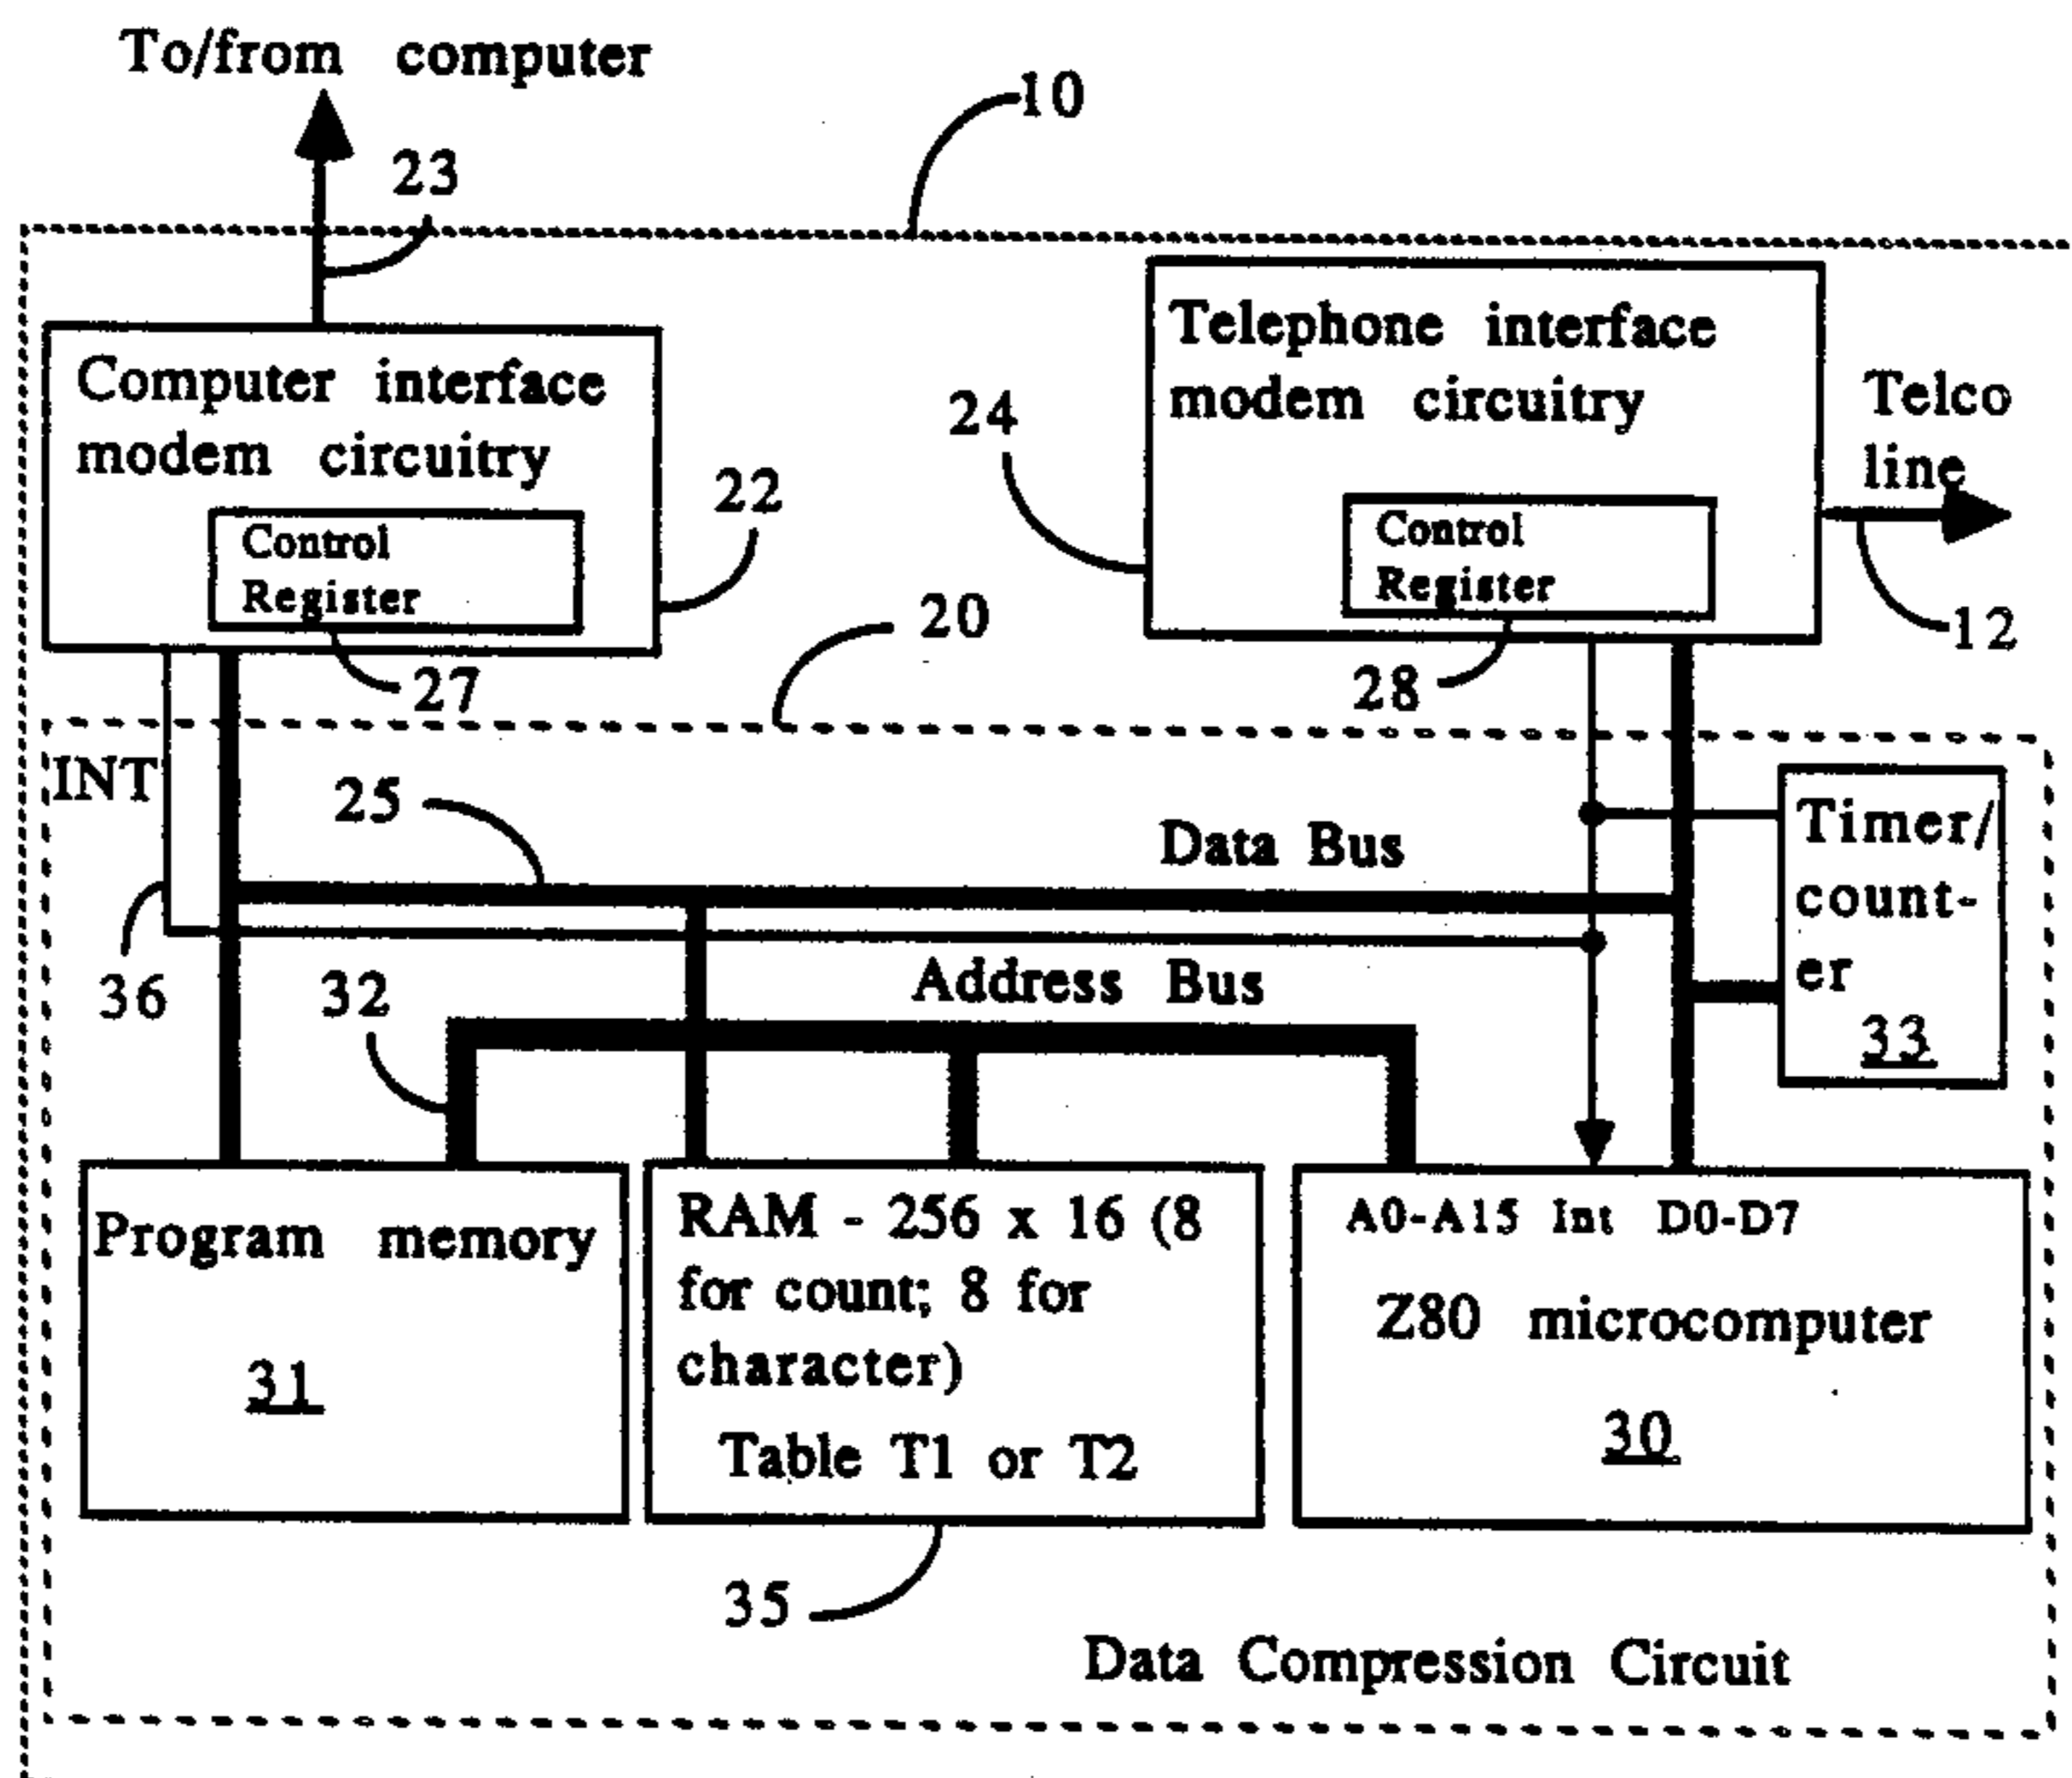 To/from computer
10
23
Computer interface
modem circuitry
Control
Register
22
27
20
Telephone interface
modem circuitry
24
Control
Register
28
Telco
line
12
INT
25
Data Bus
36
32
Address Bus
Timer/
count-
er
33
Program memory
31
RAM - 256 x 16 (8
for count; 8 for
character)
Table T1 or T2
35
A0-A15 Int D0-D7
Z80 microcomputer
30
Data Compression Circuit